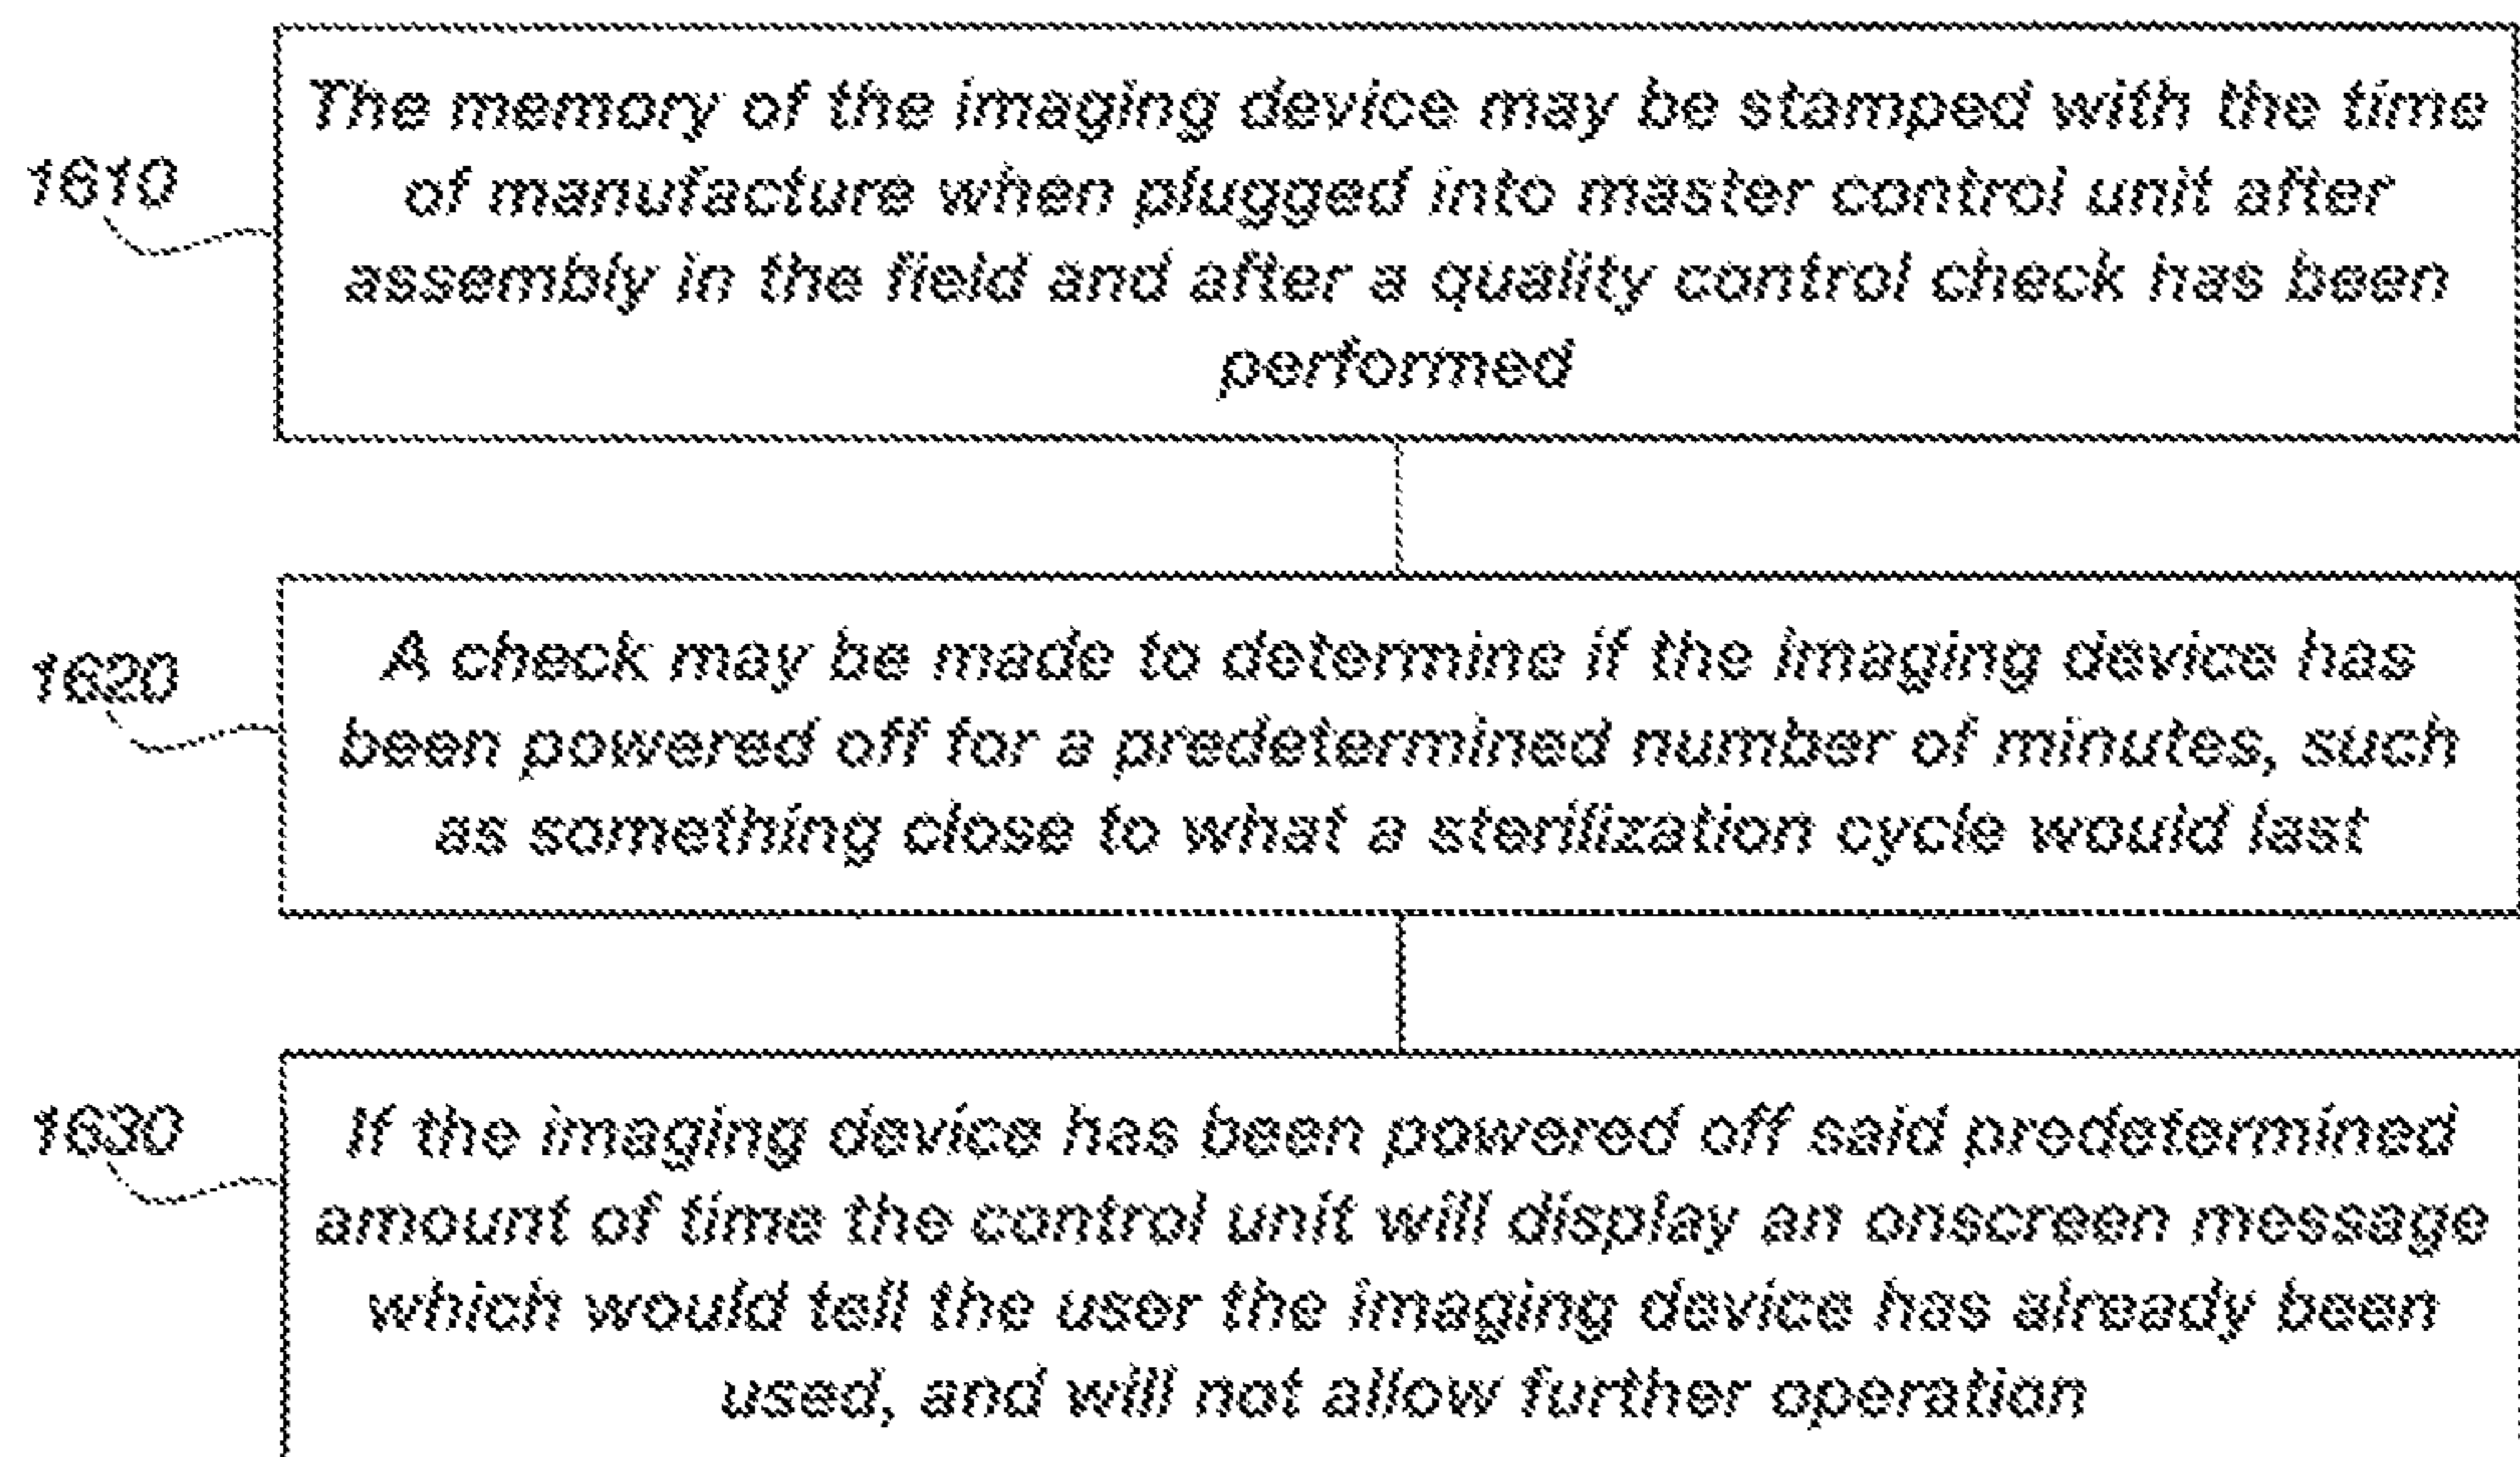 1610
The memory of the imaging device may be stamped with the time
of manufacture when plugged into master control unit after
assembly in the field and after a quality control check has been
performed
1620
A check may be made to determine if the imaging device has
been powered off for a predetermined number of minutes, such
as something close to what a sterilization cycle would last
1630
If the imaging device has been powered off said predetermined
amount of time the control unit will display an onscreen message
which would tell the user the imaging device has already been
used, and will not allow further operation